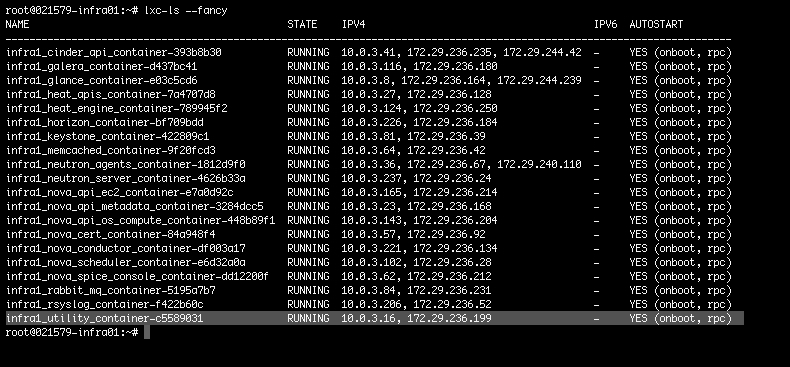 root@021579-infra01:~# lxc-ls --fancy
NAME STATE IPV4 IPV6 AUTOSTART
----------------------------------------------------------------------------------------------------------------------
infra1_cinder_api_container-393b8b30 RUNNING 10.0.3.41, 172.29.236.235, 172.29.244.42 - YES (onboot, rpc)
infra1_galera_container-d437bc41 RUNNING 10.0.3.116, 172.29.236.180 - YES (onboot, rpc)
infra1_glance_container-e03c5cd6 RUNNING 10.0.3.8, 172.29.236.164, 172.29.244.239 - YES (onboot, rpc)
infra1_heat_apis_container-7a4707d8 RUNNING 10.0.3.27, 172.29.236.128 - YES (onboot, rpc)
infra1_heat_engine_container-789945f2 RUNNING 10.0.3.124, 172.29.236.250 - YES (onboot, rpc)
infra1_horizon_container-bf709bdd RUNNING 10.0.3.226, 172.29.236.184 - YES (onboot, rpc)
infra1_keystone_container-422809c1 RUNNING 10.0.3.81, 172.29.236.39 - YES (onboot, rpc)
infra1_memcached_container-9f20fcd3 RUNNING 10.0.3.64, 172.29.236.42 - YES (onboot, rpc)
infra1_neutron_agents_container-1812d9f0 RUNNING 10.0.3.36, 172.29.236.67, 172.29.240.110 - YES (onboot, rpc)
infra1_neutron_server_container-4626b33a RUNNING 10.0.3.237, 172.29.236.24 - YES (onboot, rpc)
infra1_nova_api_ec2_container-e7a0d92c RUNNING 10.0.3.165, 172.29.236.214 - YES (onboot, rpc)
infra1_nova_api_metadata_container-3284dcc5 RUNNING 10.0.3.23, 172.29.236.168 - YES (onboot, rpc)
infra1_nova_api_os_compute_container-448b89f1 RUNNING 10.0.3.143, 172.29.236.204 - YES (onboot, rpc)
infra1_nova_cert_container-84a948f4 RUNNING 10.0.3.57, 172.29.236.92 - YES (onboot, rpc)
infra1_nova_conductor_container-df003a17 RUNNING 10.0.3.221, 172.29.236.134 - YES (onboot, rpc)
infra1_nova_scheduler_container-e6d32a0a RUNNING 10.0.3.102, 172.29.236.28 - YES (onboot, rpc)
infra1_nova_spice_console_container-dd12200f RUNNING 10.0.3.62, 172.29.236.212 - YES (onboot, rpc)
infra1_rabbit_mq_container-5195a7b7 RUNNING 10.0.3.84, 172.29.236.231 - YES (onboot, rpc)
infra1_rsyslog_container-f422b60c RUNNING 10.0.3.206, 172.29.236.52 - YES (onboot, rpc)
infra1_utility_container-c5589031 RUNNING 10.0.3.16, 172.29.236.199 - YES (onboot, rpc)
root@021579-infra01:~#